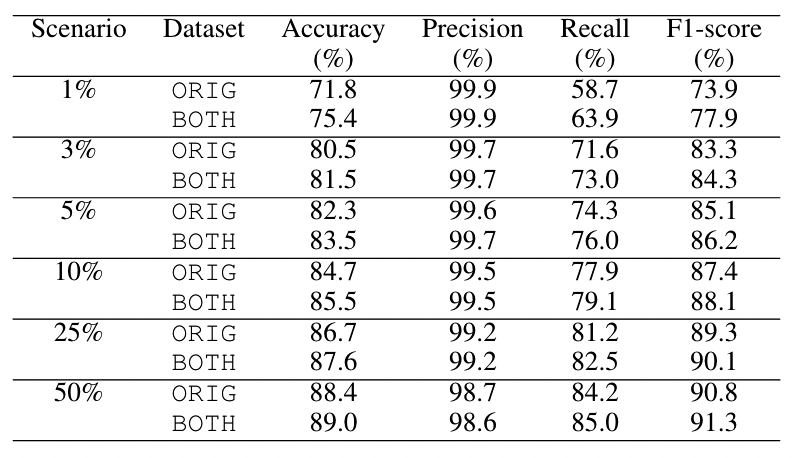 Scenario Dataset Accuracy Precision Recall F1-score
(%) (%) (%) (%)
1% ORIG 71.8 99.9 58.7 73.9
BOTH 75.4 99.9 63.9 77.9
3% ORIG 80.5 99.7 71.6 83.3
BOTH 81.5 99.7 73.0 84.3
5% ORIG 82.3 99.6 74.3 85.1
BOTH 83.5 99.7 76.0 86.2
10% ORIG 84.7 99.5 77.9 87.4
BOTH 85.5 99.5 79.1 88.1
25% ORIG 86.7 99.2 81.2 89.3
BOTH 87.6 99.2 82.5 90.1
50% ORIG 88.4 98.7 84.2 90.8
BOTH 89.0 98.6 85.0 91.3